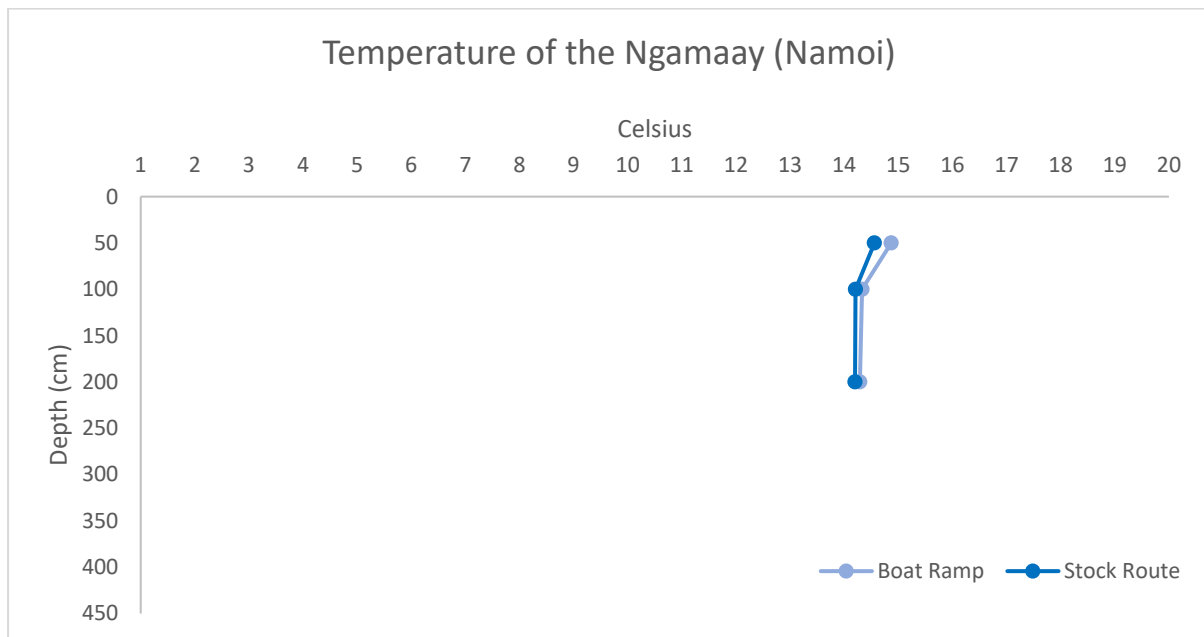 Temperature of the Ngamaay (Namoi)
Celsius
1 2 3 4 5 6 7 8 9 10 11 12 13 14 15 16 17 18 19 20
0
50
100
150
200
250
300
350
400
450
Depth (cm)
Boat Ramp Stock Route